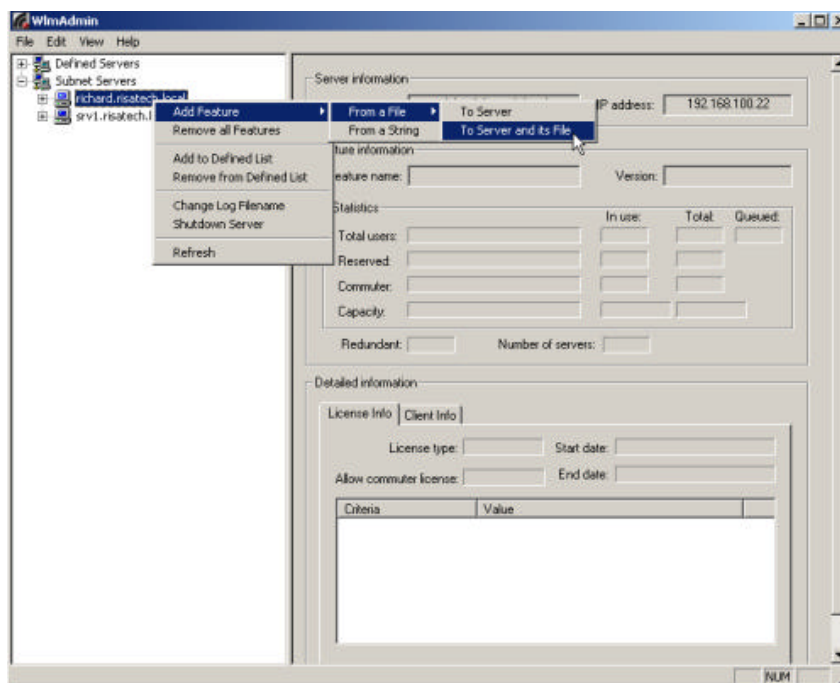 WlmAdmin
File Edit View Help
Defined Servers
Subnet Servers
richard.risatech.local
srv1.risatech.l
Add Feature
Remove all Features
Add to Defined List
Remove from Defined List
Change Log Filename
Shutdown Server
Refresh
From a File
From a String
To Server
To Server and its File
Server information
IP address: 192.168.100.22
ture information
eature name: Version:
Statistics
In use: Total: Queued:
Total users:
Reserved:
Commuter:
Capacity:
Redundant: Number of servers:
Detailed information
License Info Client Info
License type: Start date:
Allow commuter license: End date:
Criteria Value
NUM